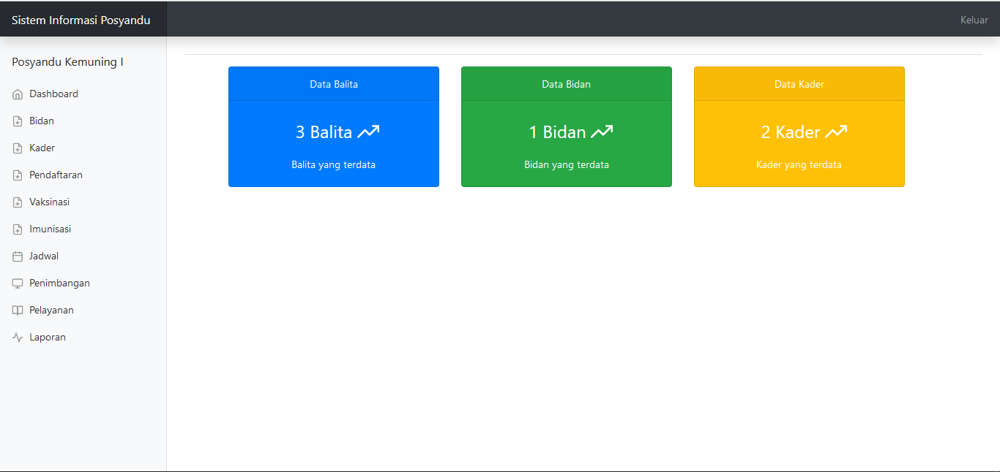 Sistem Informasi Posyandu
Keluar
Posyandu Kemuning I
Dashboard
Bidan
Kader
Pendaftaran
Vaksinasi
Imunisasi
Jadwal
Penimbangan
Pelayanan
Laporan
Data Balita
3 Balita
Balita yang terdata
Data Bidan
1 Bidan
Bidan yang terdata
Data Kader
2 Kader
Kader yang terdata